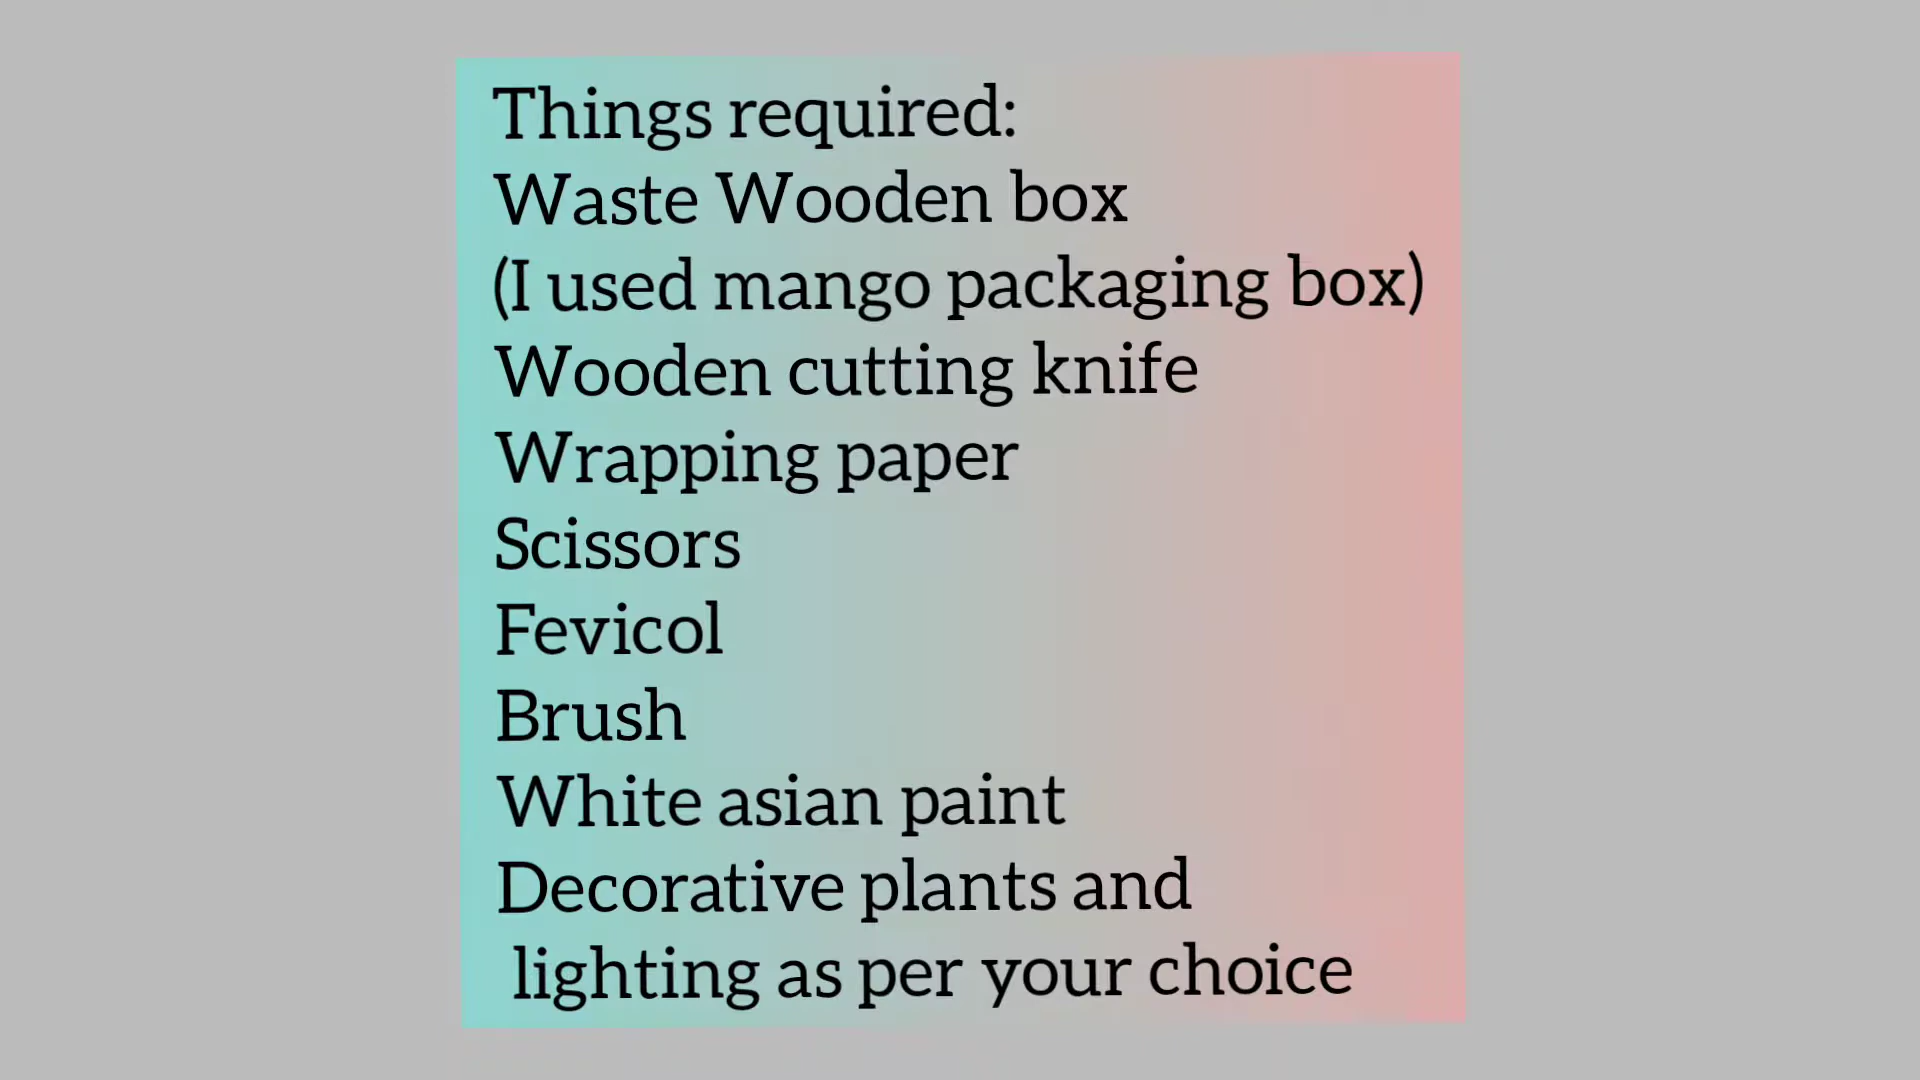 Things required:
Waste Wooden box
(I used mango packaging box)
Wooden cutting knife
Wrapping paper
Scissors
Fevicol
Brush
White asian paint
Decorative plants and
lighting as per your choice